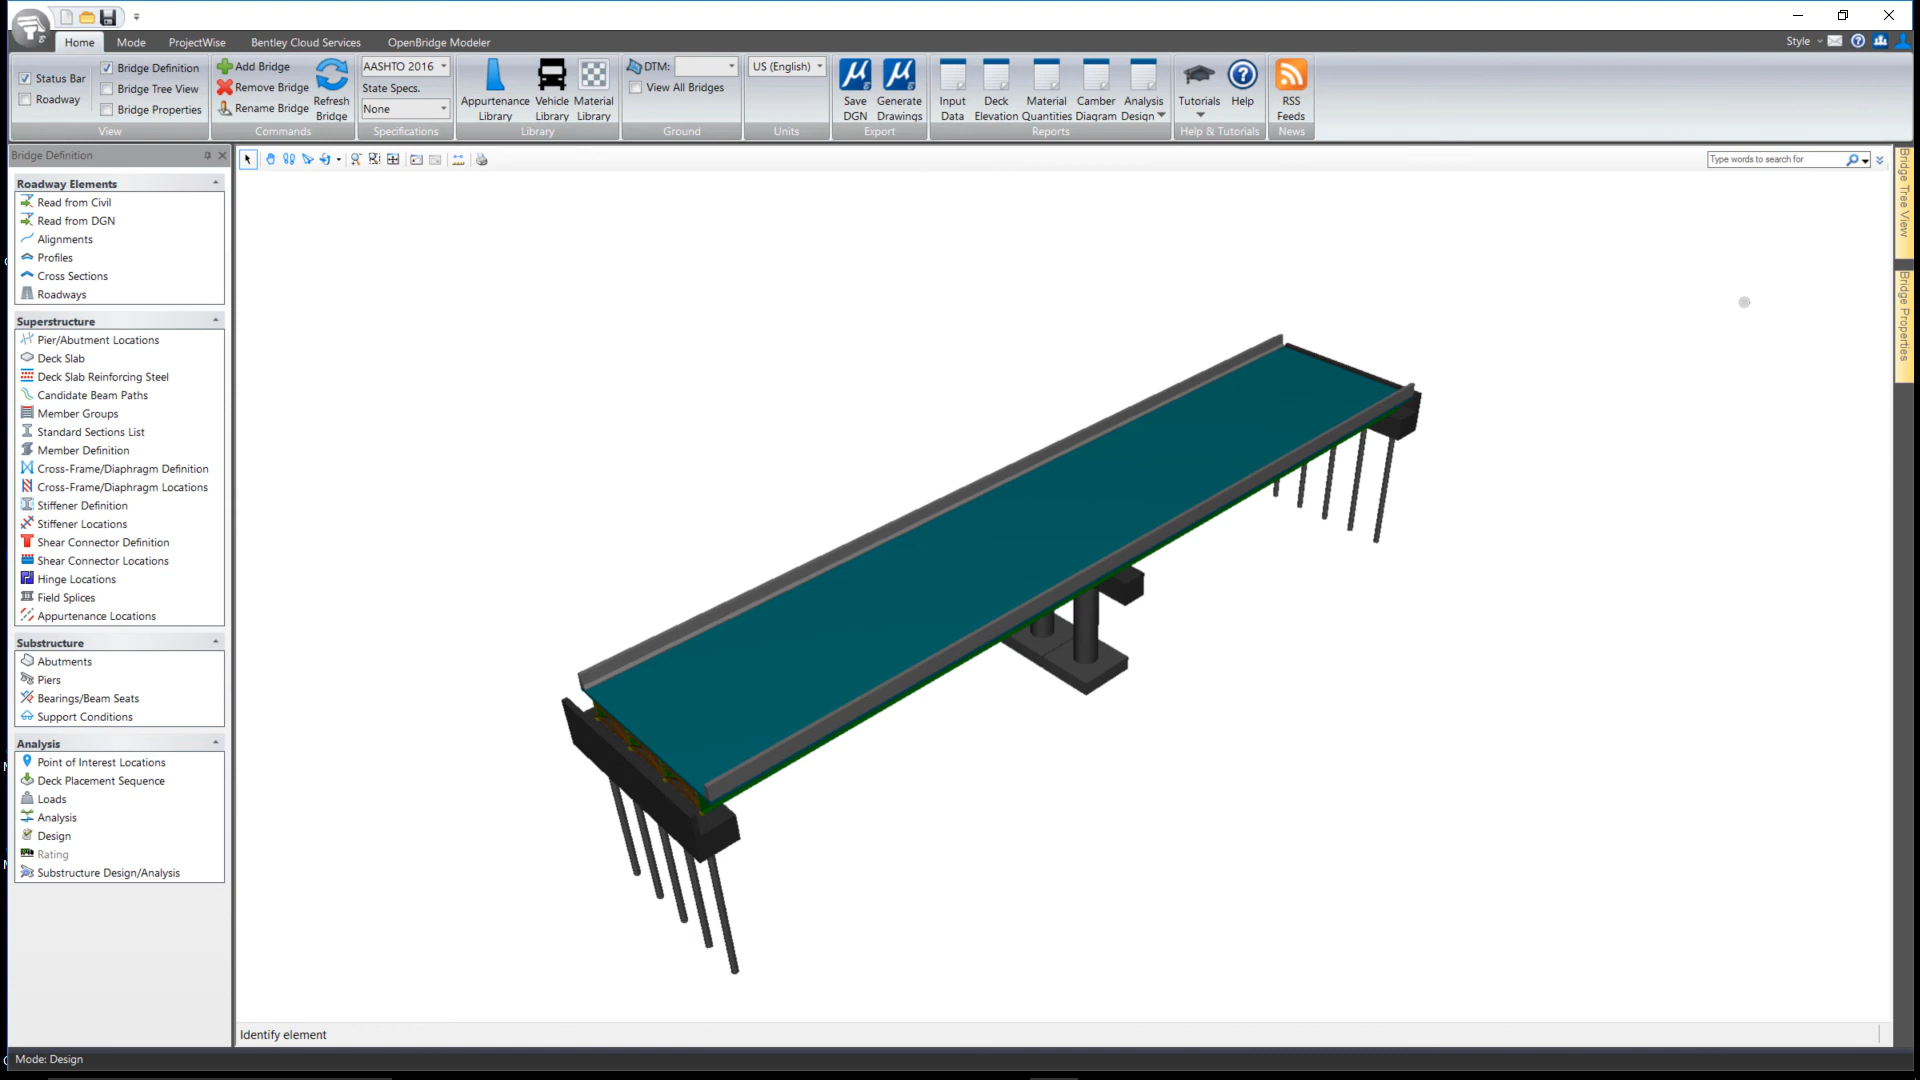 Home Mode ProjectWise Bentley Cloud Services OpenBridge Modeler Style
Status Bar
Roadway
Bridge Definition
Bridge Tree View
Bridge Properties
View
Add Bridge
Remove Bridge
Rename Bridge
Refresh
Bridge
Commands
AASHTO 2016
State Specs.
None
Specifications
Appurtenance
Library
Vehicle
Library
Material
Library
Library
DTM:
View All Bridges
Ground
US (English)
Units
Save
DGN
Generate
Drawings
Export
Input
Data
Deck
Elevation
Material
Quantities
Camber
Diagram
Analysis
Design
Reports
Tutorials
Help
Help & Tutorials
RSS
Feeds
News
Bridge Definition
Type words to search for
Roadway Elements
Read from Civil
Read from DGN
Alignments
Profiles
Cross Sections
Roadways
Superstructure
Pier/Abutment Locations
Deck Slab
Deck Slab Reinforcing Steel
Candidate Beam Paths
Member Groups
Standard Sections List
Member Definition
Cross-Frame/Diaphragm Definition
Cross-Frame/Diaphragm Locations
Stiffener Definition
Stiffener Locations
Shear Connector Definition
Shear Connector Locations
Hinge Locations
Field Splices
Appurtenance Locations
Substructure
Abutments
Piers
Bearings/Beam Seats
Support Conditions
Analysis
Point of Interest Locations
Deck Placement Sequence
Loads
Analysis
Design
Rating
Substructure Design/Analysis
Bridge Tree View
Bridge Properties
Identify element
Mode: Design